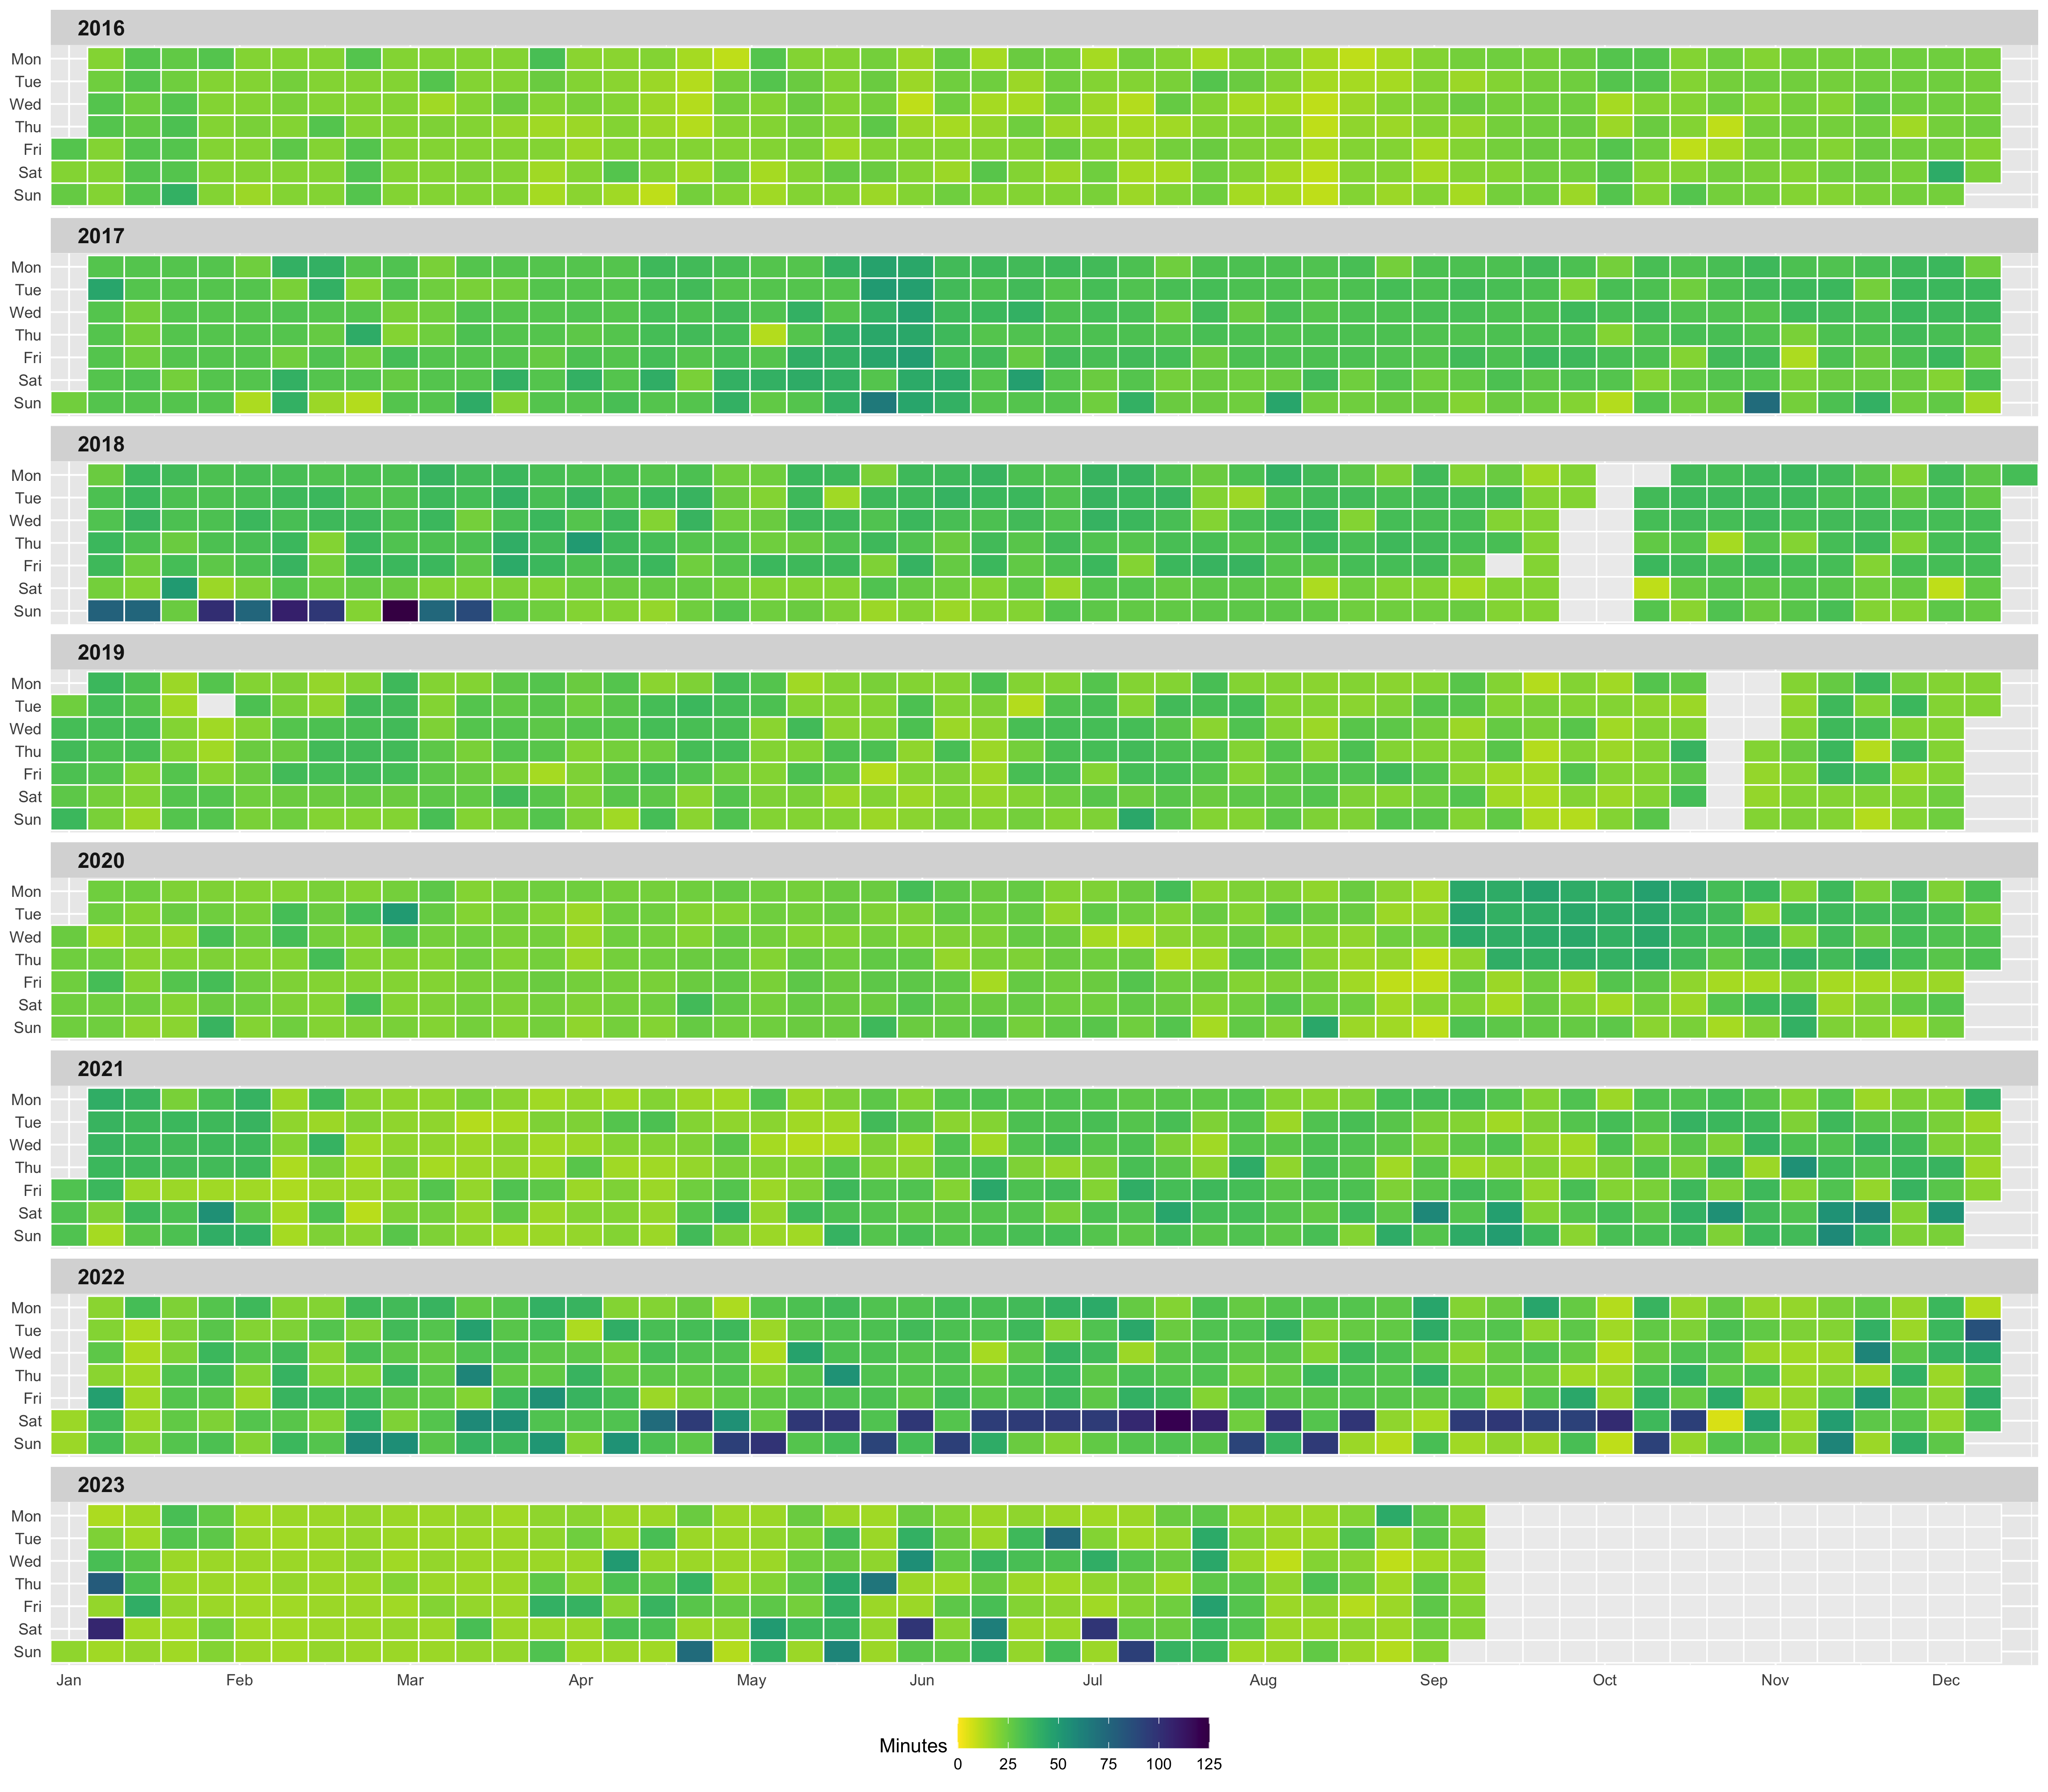 2016
Mon
Tue
Wed
Thu
Fri
Sat
Sun
2017
Mon
Tue
Wed
Thu
Fri
Sat
Sun
2018
Mon
Tue
Wed
Thu
Fri
Sat
Sun
2019
Mon
Tue
Wed
Thu
Fri
Sat
Sun
2020
Mon
Tue
Wed
Thu
Fri
Sat
Sun
2021
Mon
Tue
Wed
Thu
Fri
Sat
Sun
2022
Mon
Tue
Wed
Thu
Fri
Sat
Sun
2023
Mon
Tue
Wed
Thu
Fri
Sat
Sun
Jan Feb Mar Apr May Jun Jul Aug Sep Oct Nov Dec
Minutes
0 25 50 75 100 125